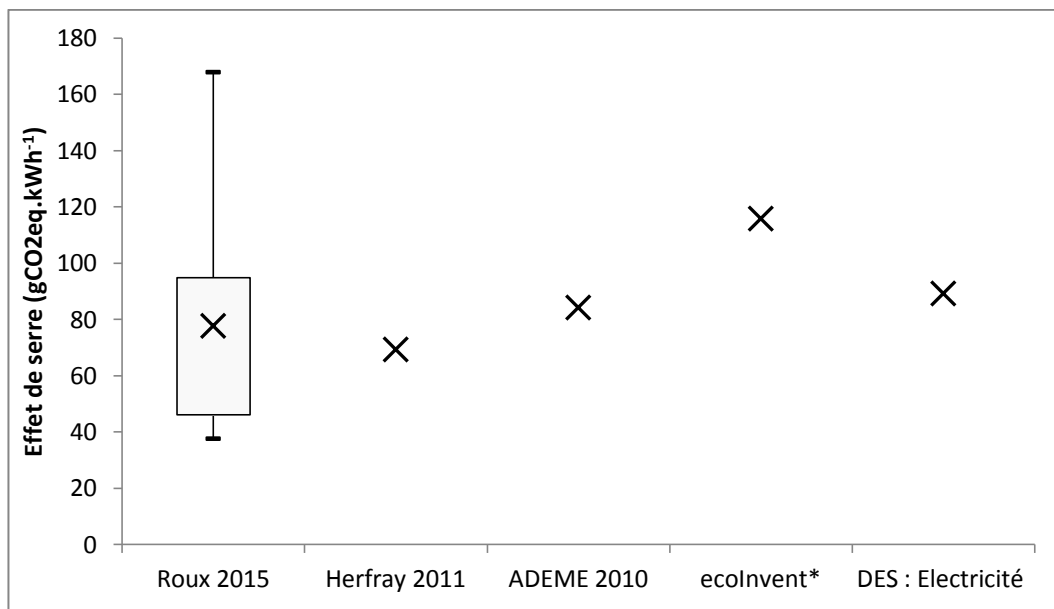 Effet de serre (gCO2eq.kWh⁻¹)
180
160
140
120
100
80
60
40
20
0
Roux 2015
Herfray 2011
ADEME 2010
ecoInvent*
DES : Electricité